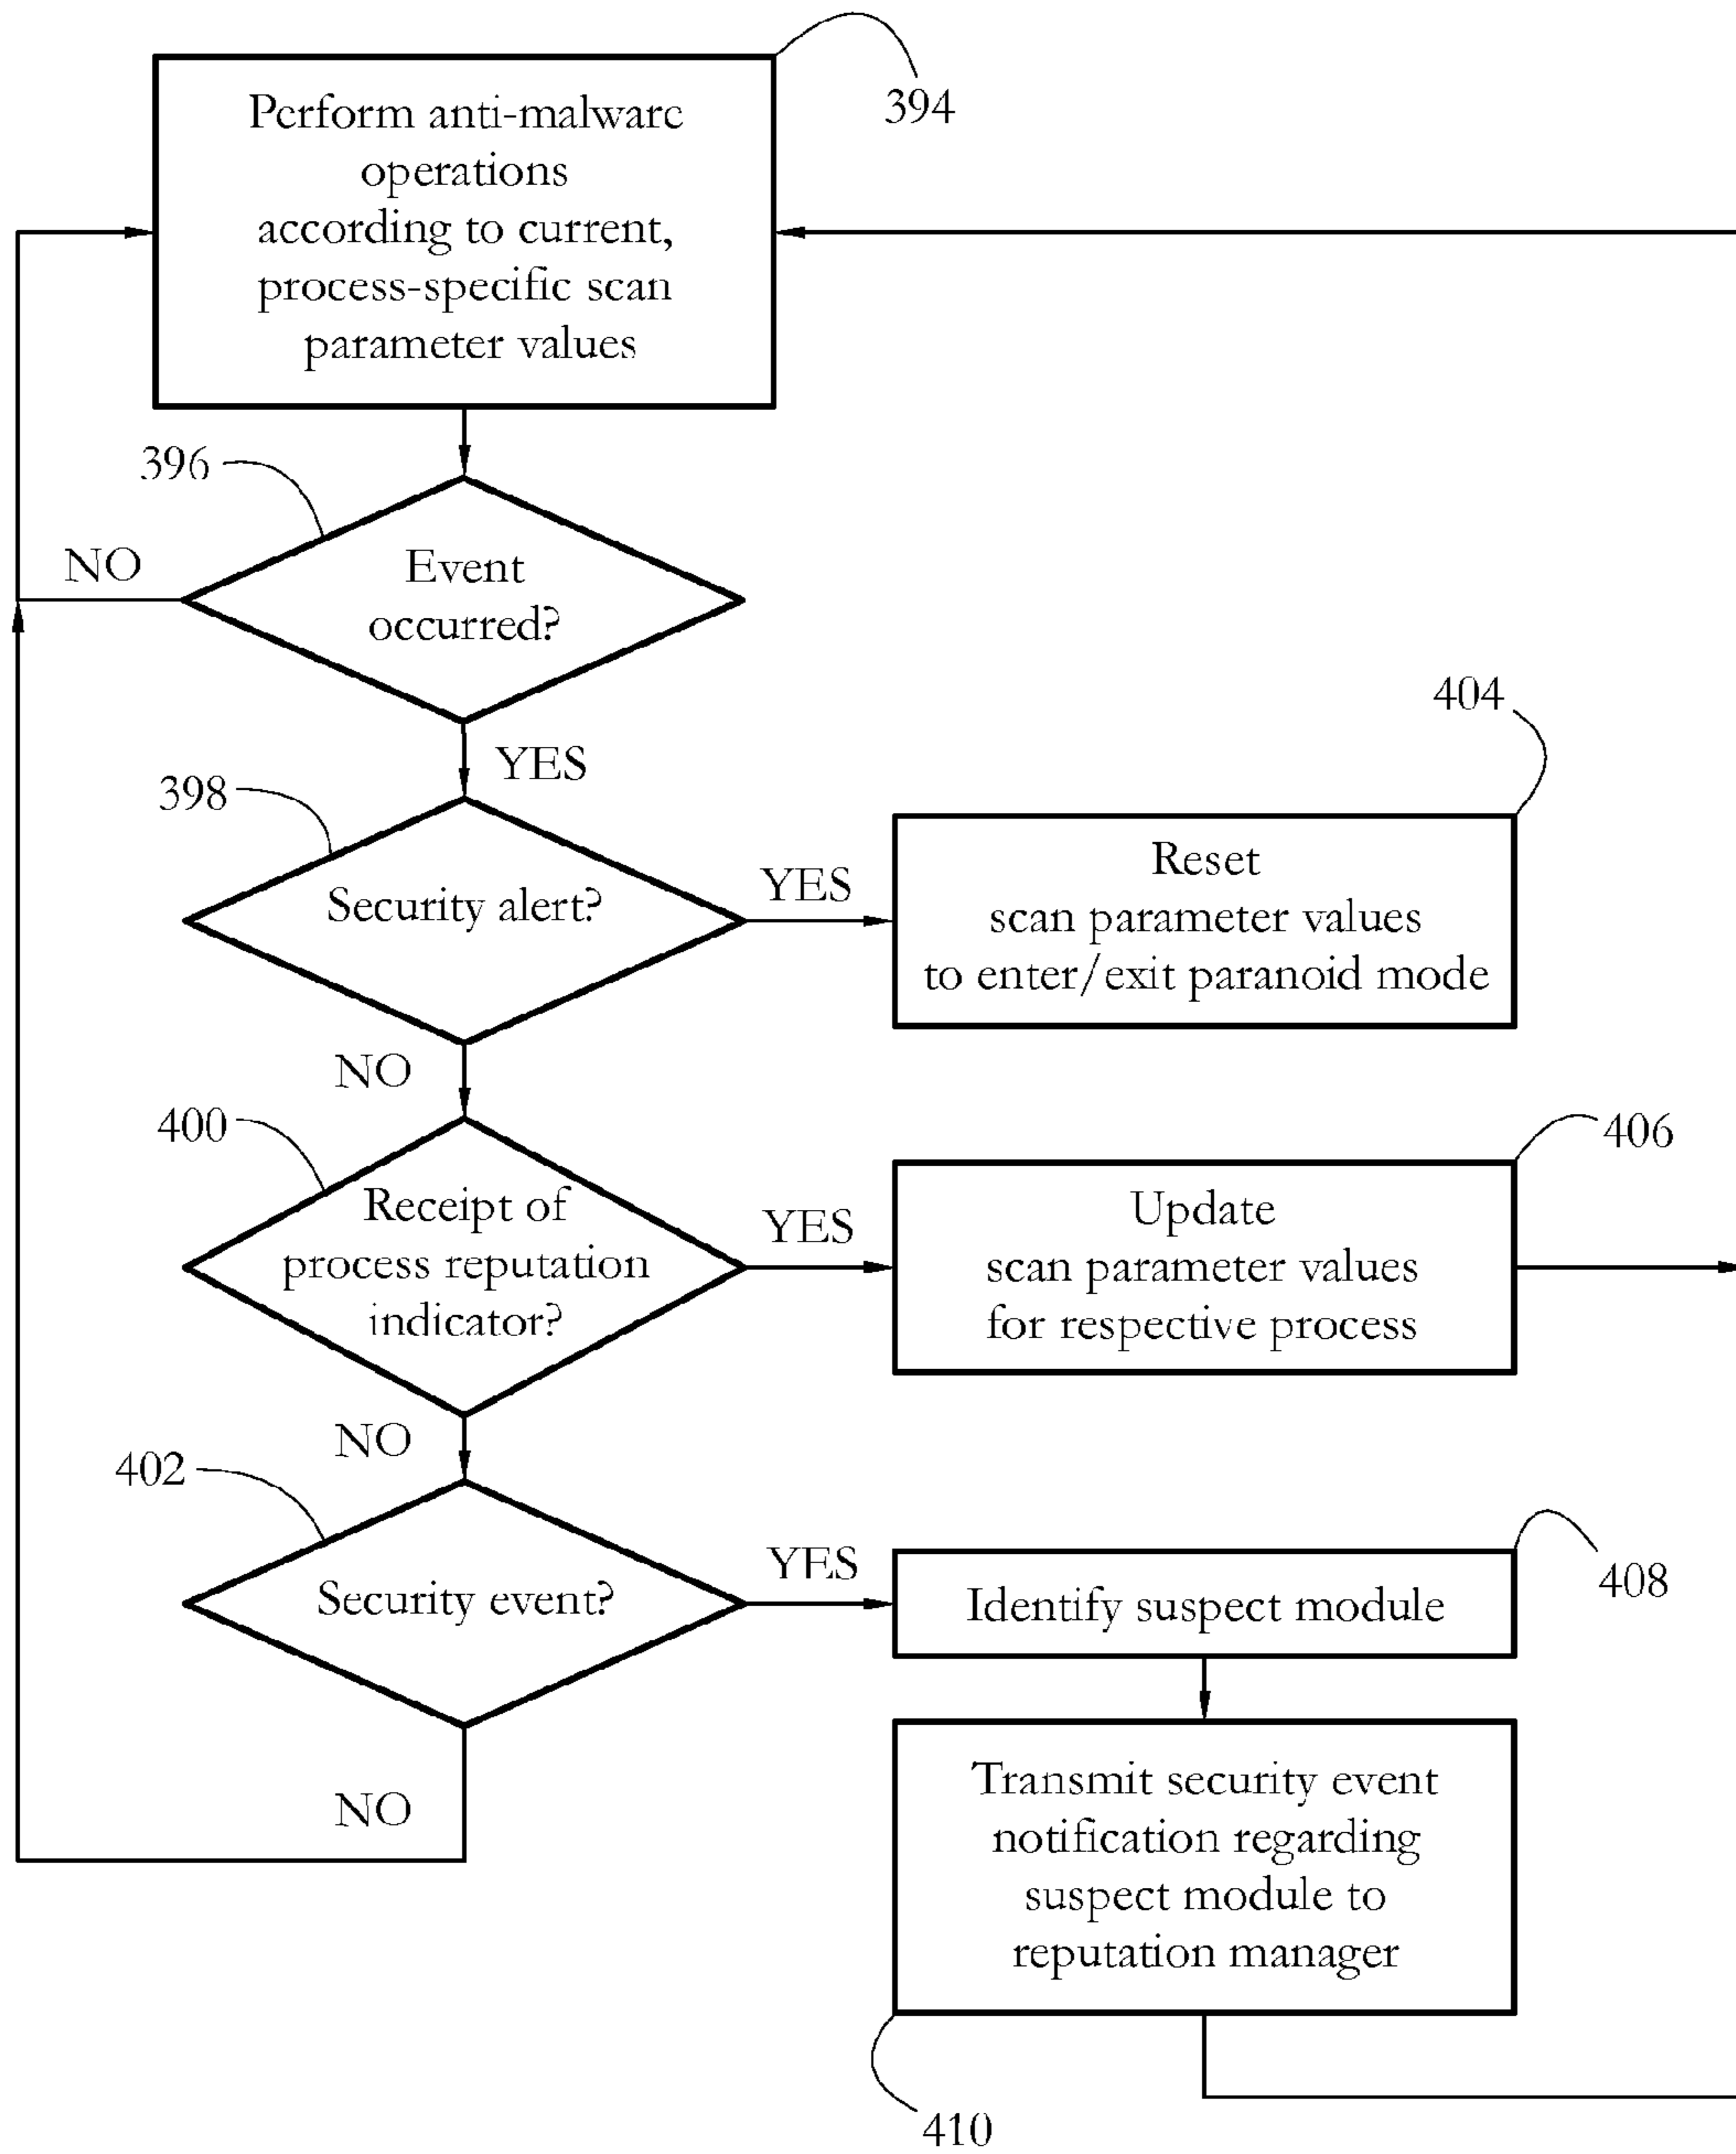 394
Perform anti-malware
operations
according to current,
process-specific scan
parameter values
396
NO
Event
occurred?
YES
404
398
Security alert?
YES
Reset
scan parameter values
to enter/exit paranoid mode
NO
400
406
Receipt of
process reputation
indicator?
YES
Update
scan parameter values
for respective process
NO
402
Security event?
YES
Identify suspect module
408
NO
Transmit security event
notification regarding
suspect module to
reputation manager
410